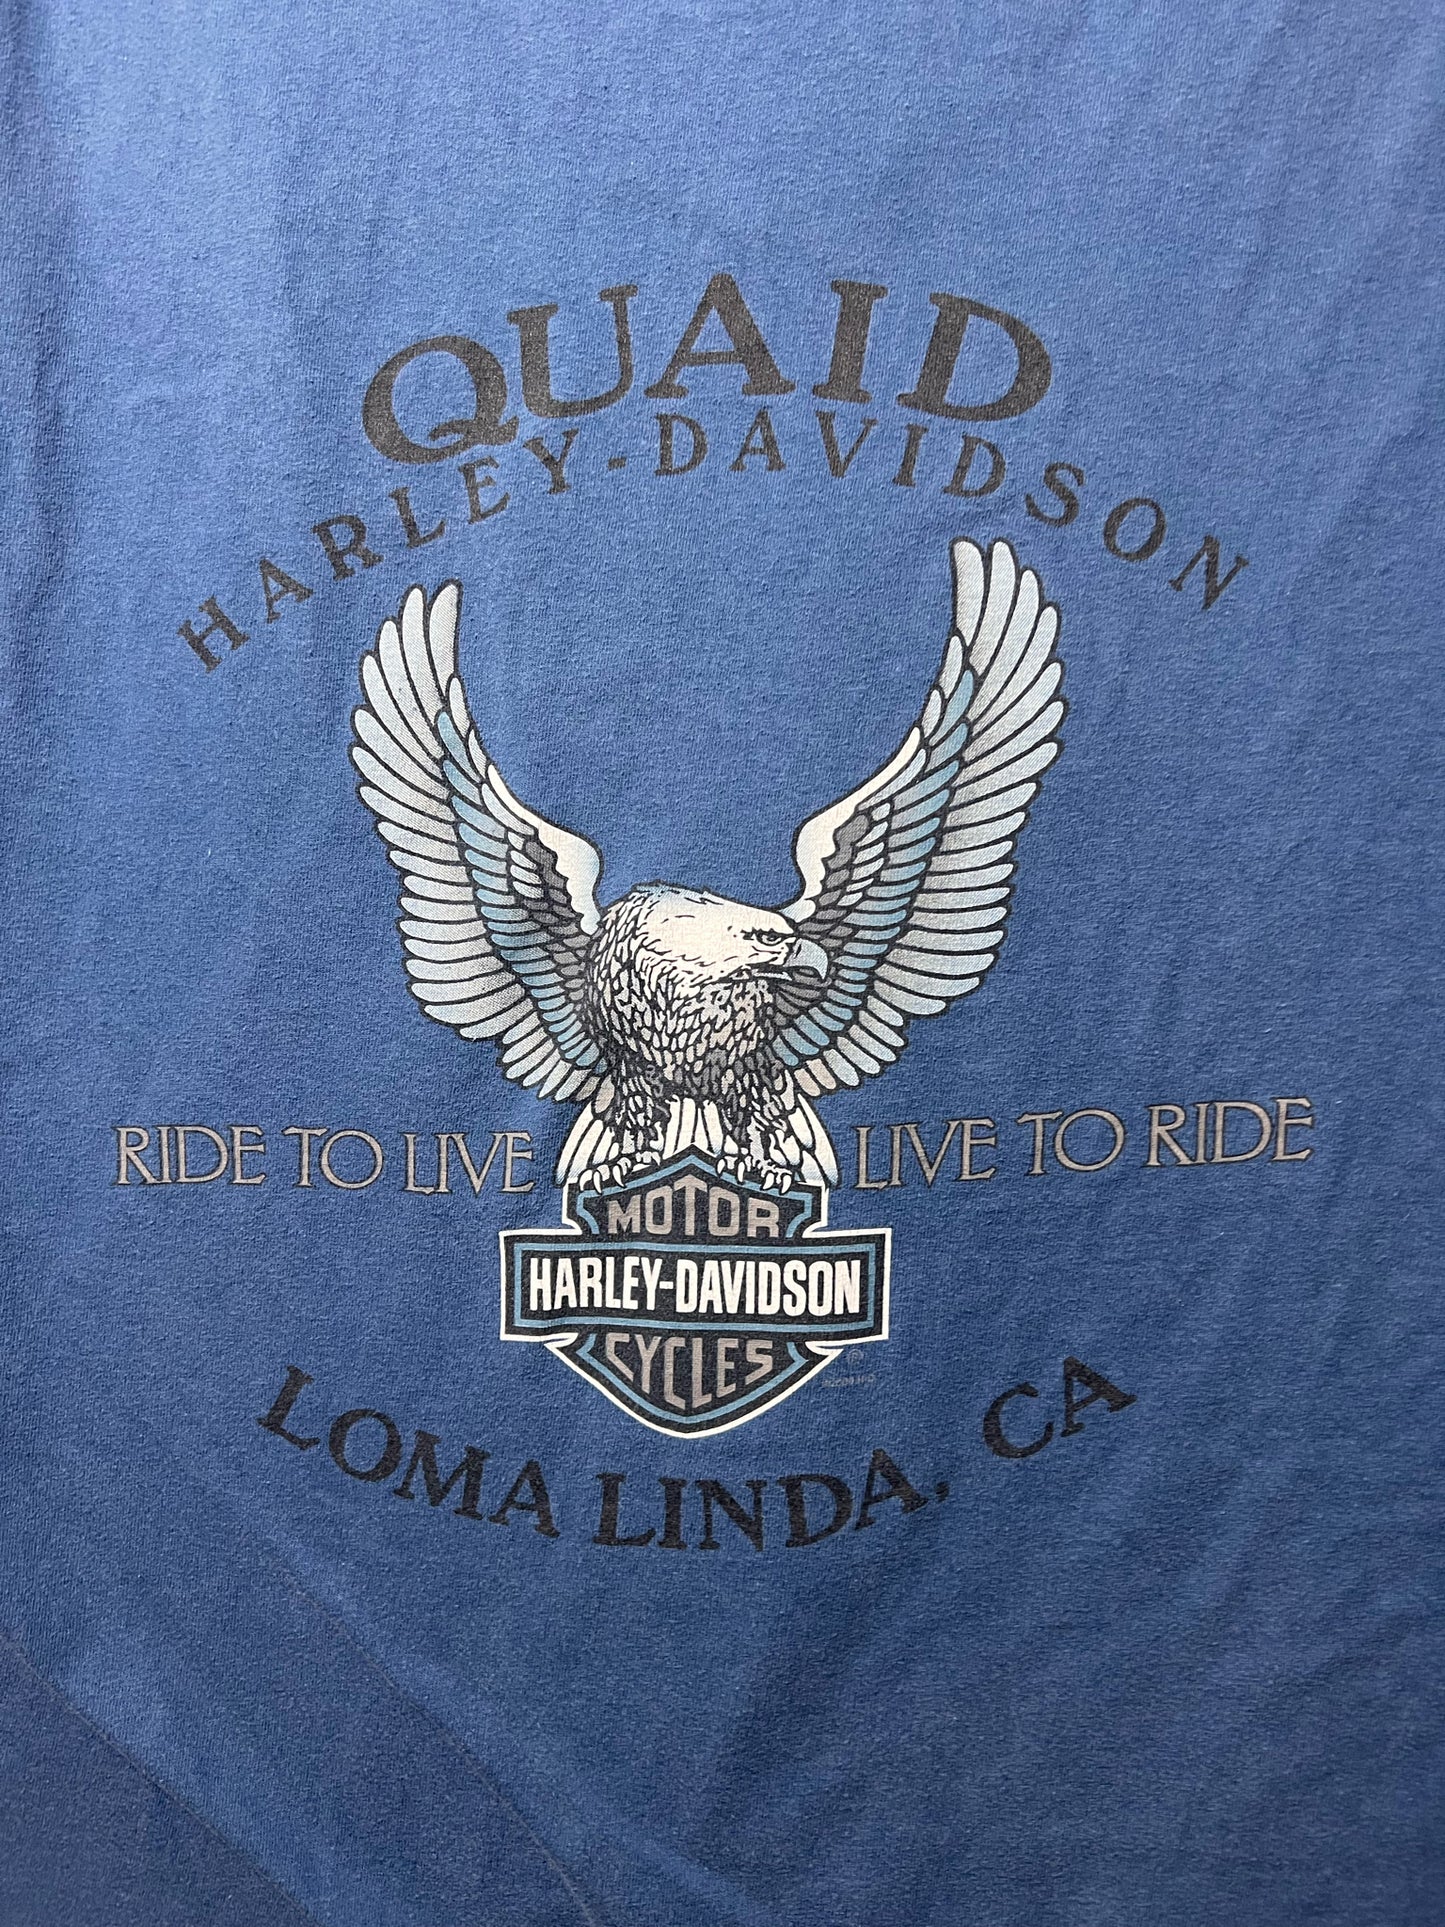 QUAID
HARLEY-DAVIDSON
RIDE TO LIVE LIVE TO RIDE
MOTOR
HARLEY-DAVIDSON
CYCLES
LOMA LINDA, CA